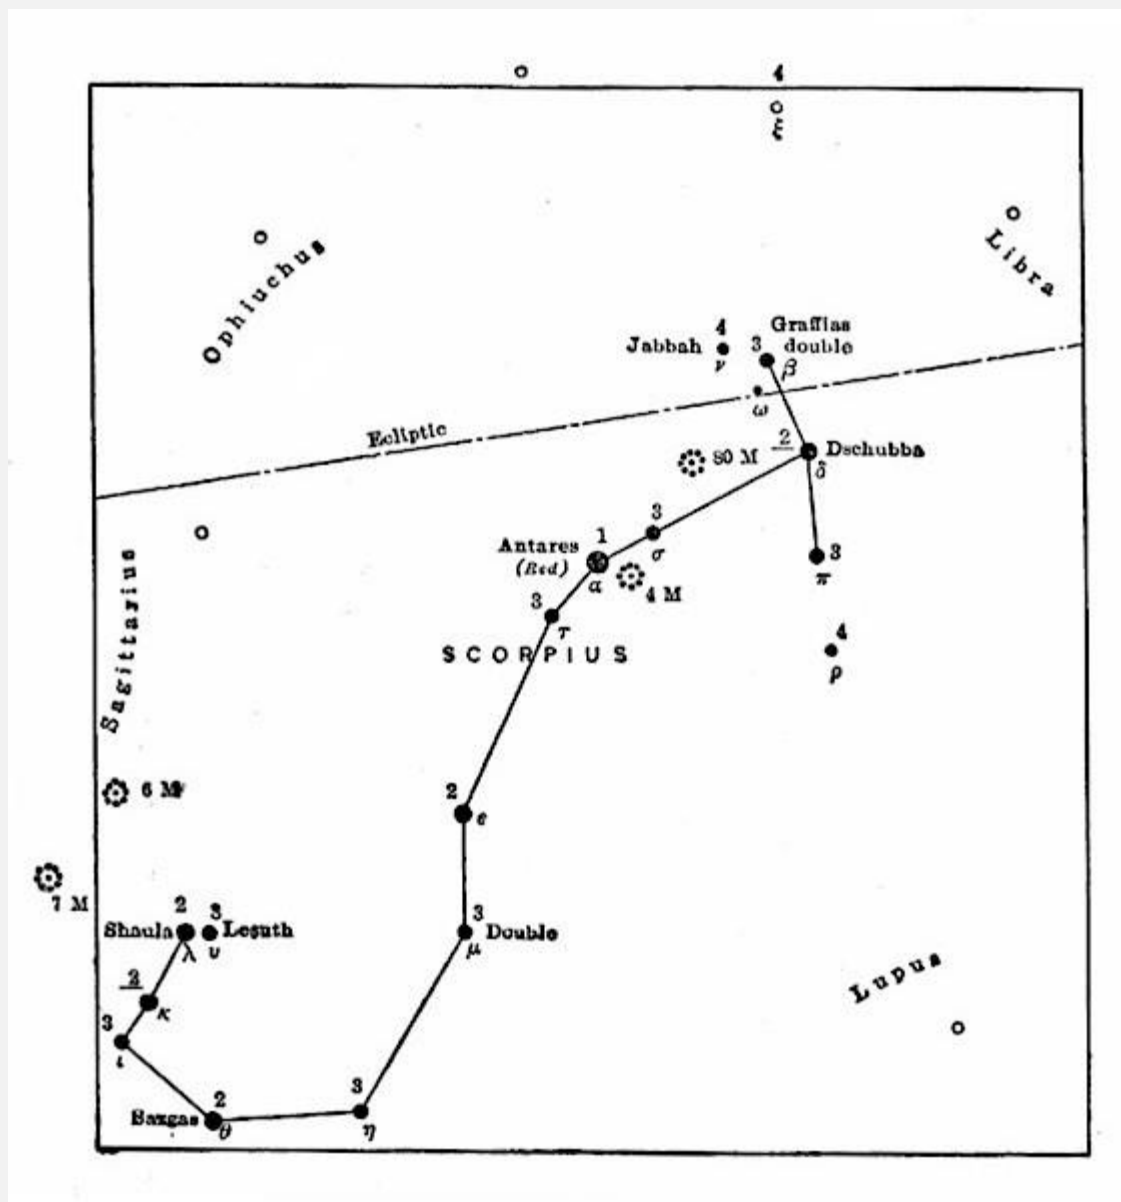 4
ξ
Ophiuchus
Libra
Jabbah
4
ν
3
Graffias
double
β
ω
Ecliptic
80 M
2
Dschubba
δ
3
σ
1
Antares
(Red)
α
4 M
3
π
3
τ
SCORPIUS
4
ρ
Sagittarius
6 M
2
ε
7 M
2
3
Shaula
Lesuth
λ
υ
3
Double
μ
2
κ
3
ι
Lupus
2
Sargas
θ
3
η